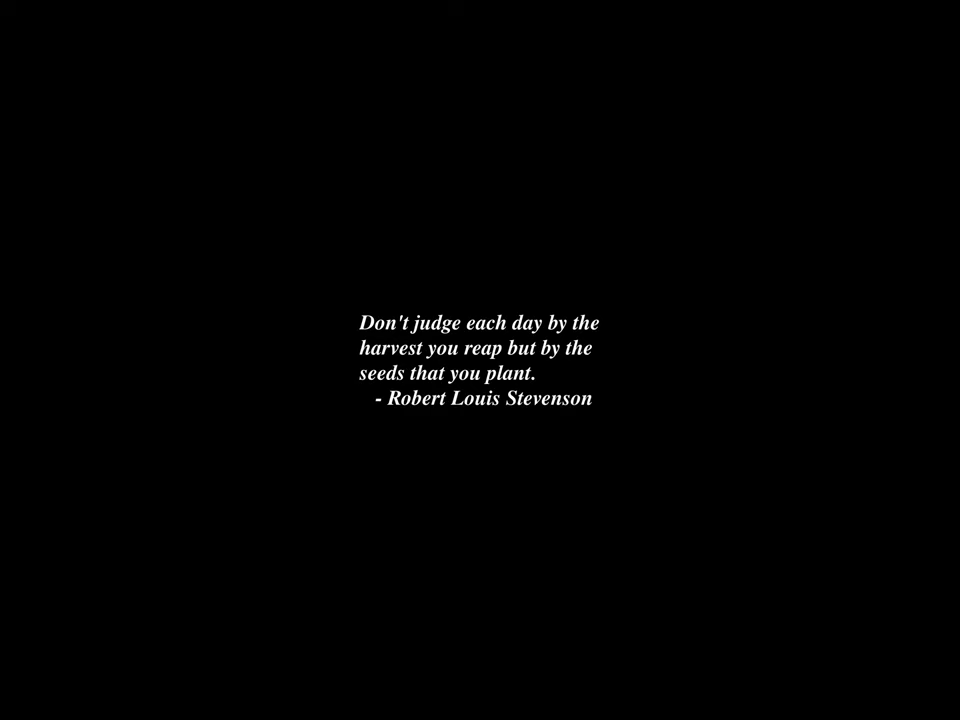 Don't judge each day by the
harvest you reap but by the
seeds that you plant.
- Robert Louis Stevenson